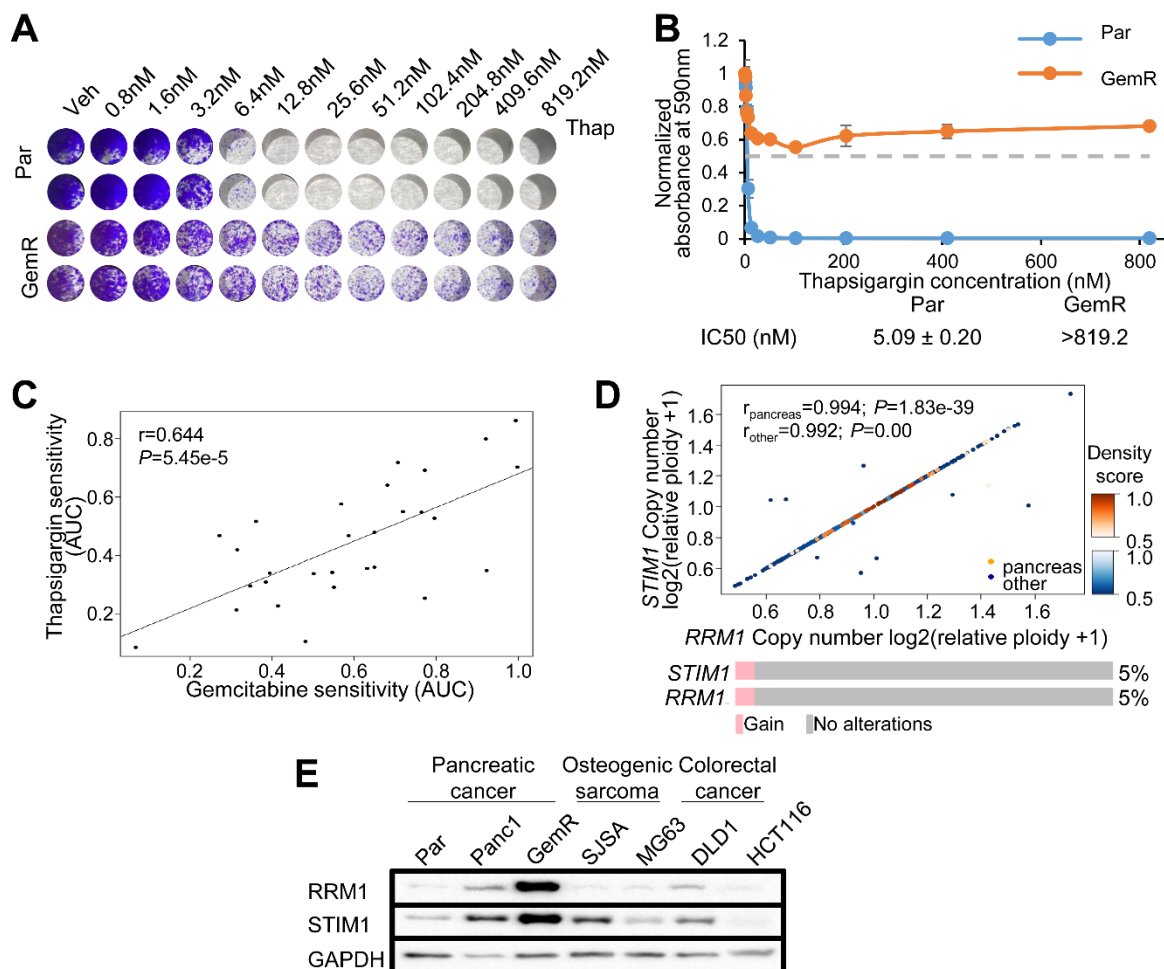 A
Veh 0.8nM 1.6nM 3.2nM 6.4nM 12.8nM 25.6nM 51.2nM 102.4nM 204.8nM 409.6nM 819.2nM
Thap
Par
GemR
B
Par
GemR
Normalized
absorbance at 590nm
1.2
1
0.8
0.6
0.4
0.2
0
0 200 400 600 800
Thapsigargin concentration (nM)
Par GemR
IC50 (nM) 5.09 ± 0.20 >819.2
C
r=0.644
P=5.45e-5
Thapsigargin sensitivity
(AUC)
0.8
0.6
0.4
0.2
0.2 0.4 0.6 0.8 1.0
Gemcitabine sensitivity (AUC)
D
rpancreas=0.994; P=1.83e-39
rother=0.992; P=0.00
STIM1 Copy number
log2(relative ploidy +1)
1.6
1.4
1.2
1.0
0.8
0.6
0.6 0.8 1.0 1.2 1.4 1.6
RRM1 Copy number log2(relative ploidy +1)
Density
score
1.0
0.5
1.0
0.5
pancreas
other
STIM1 5%
RRM1 5%
Gain No alterations
E
Pancreatic
cancer
Osteogenic
sarcoma
Colorectal
cancer
Par Panc1 GemR SJSA MG63 DLD1 HCT116
RRM1
STIM1
GAPDH